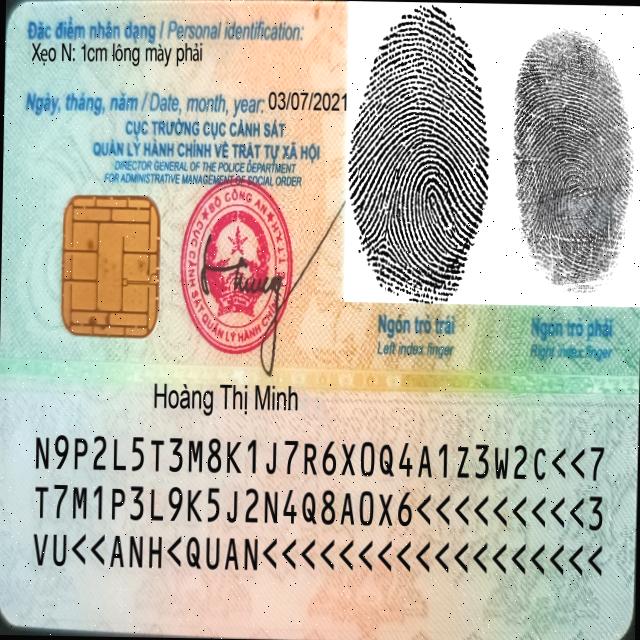 Đặc điểm nhân dạng / Personal identification:
Xẹo N: 1cm lông mày phải
Ngày, tháng, năm / Date, month, year: 03/07/2021
CỤC TRƯỞNG CỤC CẢNH SÁT
QUẢN LÝ HÀNH CHÍNH VỀ TRẬT TỰ XÃ HỘI
DIRECTOR GENERAL OF THE POLICE DEPARTMENT
FOR ADMINISTRATIVE MANAGEMENT OF SOCIAL ORDER
BỘ CÔNG AN
CỤC CẢNH SÁT QUẢN LÝ HÀNH CHÍNH
Ngón trỏ trái
Left index finger
Ngón trỏ phải
Right index finger
Hoàng Thị Minh
N9P2L5T3M8K1J7R6X0Q4A1Z3W2C<<7
T7M1P3L9K5J2N4Q8A0X6<<<<<<<<<3
VU<<ANH<QUAN<<<<<<<<<<<<<<<<<<